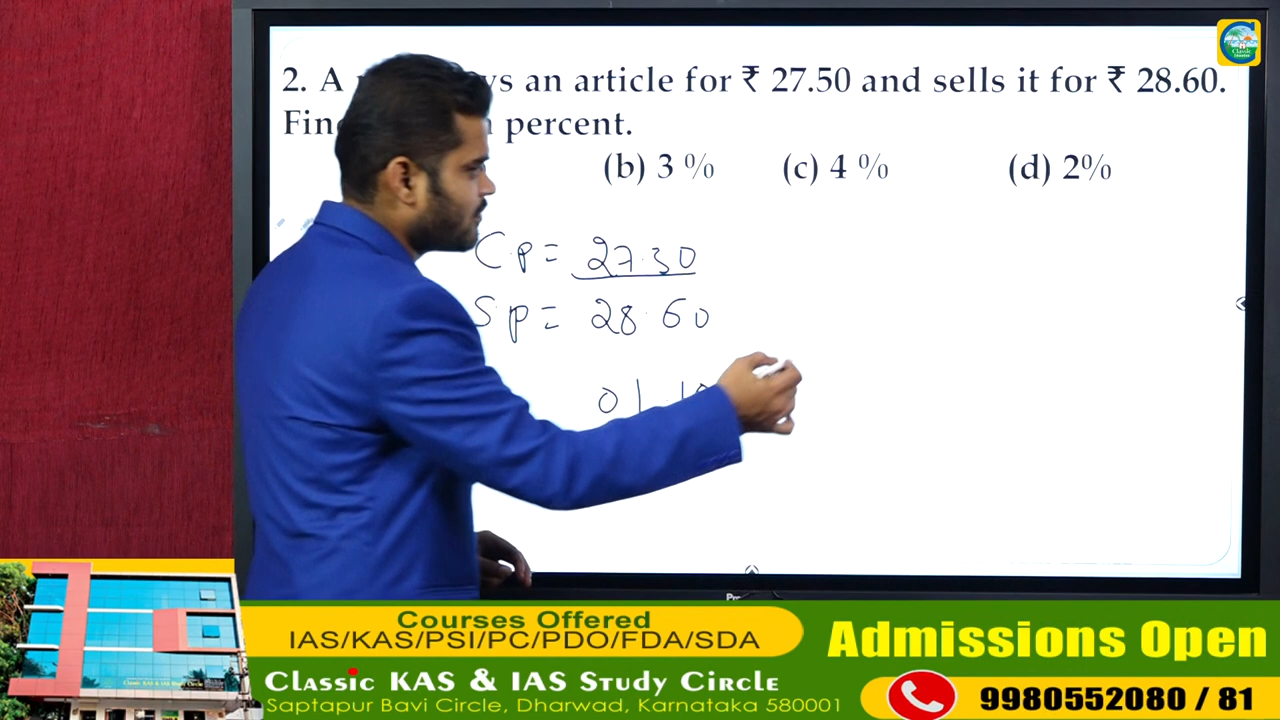 2. A ys an article for ₹ 27.50 and sells it for ₹ 28.60.
Fin percent.
(b) 3 % (c) 4 % (d) 2%
C.P = 27.30
S.P = 28.60
01.10
Courses Offered
IAS/KAS/PSI/PC/PDO/FDA/SDA
Admissions Open
Classic KAS & IAS Study Circle
Saptapur Bavi Circle, Dharwad, Karnataka 580001
9980552080 / 81
Classic